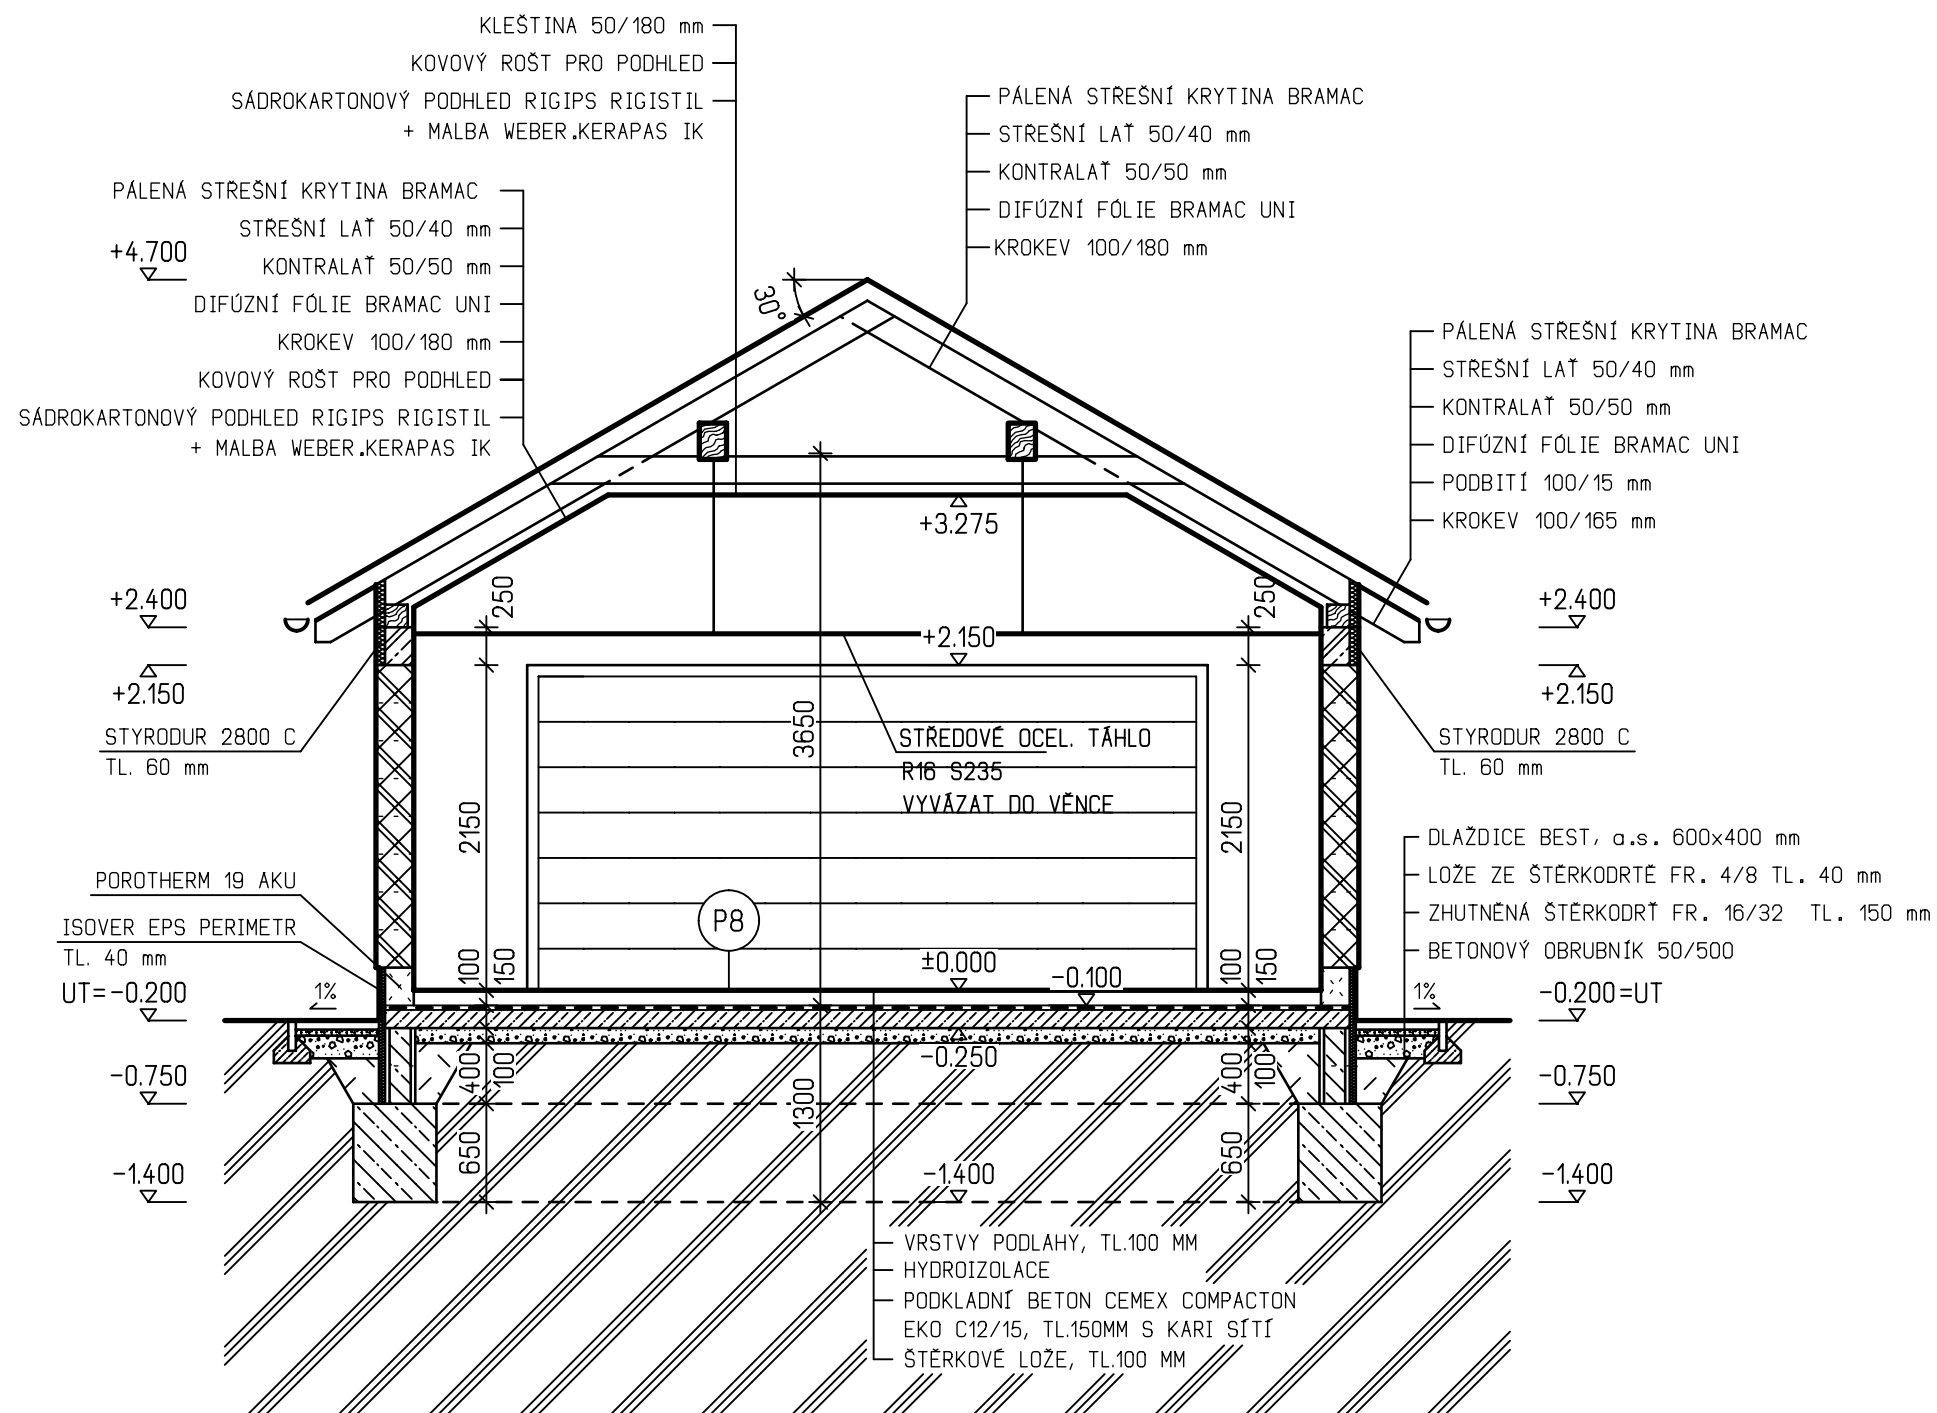 KLEŠTINA 50/180 mm
KOVOVÝ ROŠT PRO PODHLED
SÁDROKARTONOVÝ PODHLED RIGIPS RIGISTIL
+ MALBA WEBER.KERAPAS IK
PÁLENÁ STŘEŠNÍ KRYTINA BRAMAC
STŘEŠNÍ LAŤ 50/40 mm
KONTRALAŤ 50/50 mm
DIFÚZNÍ FÓLIE BRAMAC UNI
KROKEV 100/180 mm
PÁLENÁ STŘEŠNÍ KRYTINA BRAMAC
STŘEŠNÍ LAŤ 50/40 mm
KONTRALAŤ 50/50 mm
DIFÚZNÍ FÓLIE BRAMAC UNI
KROKEV 100/180 mm
KOVOVÝ ROŠT PRO PODHLED
SÁDROKARTONOVÝ PODHLED RIGIPS RIGISTIL
+ MALBA WEBER.KERAPAS IK
+4.700
30°
PÁLENÁ STŘEŠNÍ KRYTINA BRAMAC
STŘEŠNÍ LAŤ 50/40 mm
KONTRALAŤ 50/50 mm
DIFÚZNÍ FÓLIE BRAMAC UNI
PODBITÍ 100/15 mm
KROKEV 100/165 mm
+3.275
+2.400
250
250
+2.400
+2.150
+2.150
+2.150
STYRODUR 2800 C
TL. 60 mm
3650
STŘEDOVÉ OCEL. TÁHLO
R16 S235
VYVÁZAT DO VĚNCE
STYRODUR 2800 C
TL. 60 mm
2150
2150
DLAŽDICE BEST, a.s. 600x400 mm
LOŽE ZE ŠTĚRKODRTĚ FR. 4/8 TL. 40 mm
ZHUTNĚNÁ ŠTĚRKODRŤ FR. 16/32 TL. 150 mm
BETONOVÝ OBRUBNÍK 50/500
POROTHERM 19 AKU
ISOVER EPS PERIMETR
TL. 40 mm
P8
100
150
±0.000
-0.100
100
150
UT=-0.200
1%
1%
-0.200=UT
-0.250
400
100
400
100
-0.750
-0.750
1300
650
650
-1.400
-1.400
-1.400
VRSTVY PODLAHY, TL.100 MM
HYDROIZOLACE
PODKLADNÍ BETON CEMEX COMPACTON
EKO C12/15, TL.150MM S KARI SÍTÍ
ŠTĚRKOVÉ LOŽE, TL.100 MM